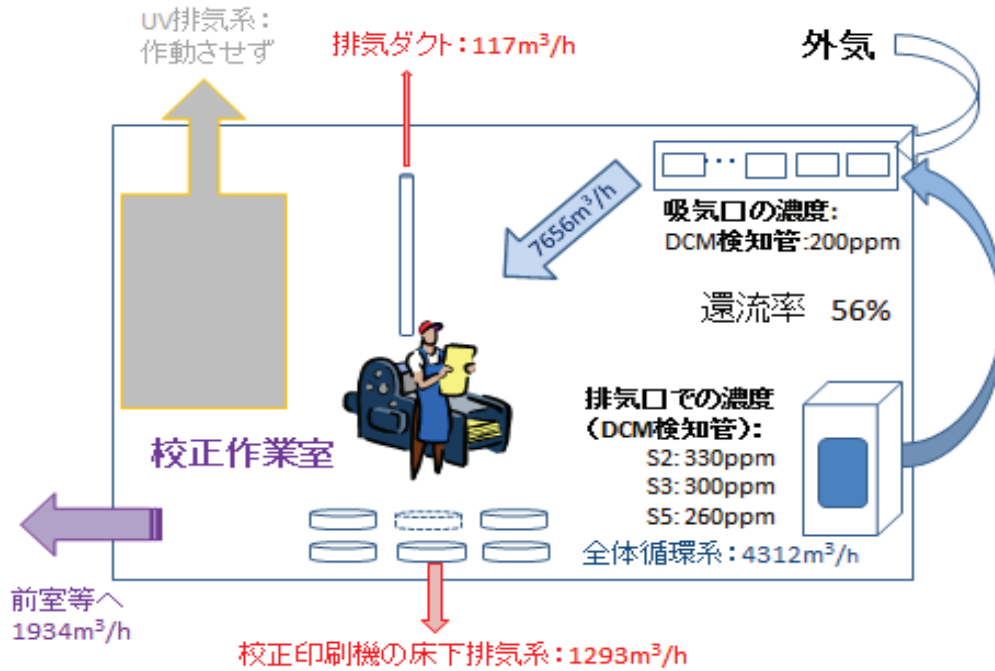 UV排気系：
作動させず
排気ダクト：117m³/h
外気
7656m³/h
吸気口の濃度：
DCM検知管：200ppm
還流率　56%
排気口での濃度
（DCM検知管）：
S2：330ppm
S3：300ppm
S5：260ppm
全体循環系：4312m³/h
校正作業室
前室等へ
1934m³/h
校正印刷機の床下排気系：1293m³/h